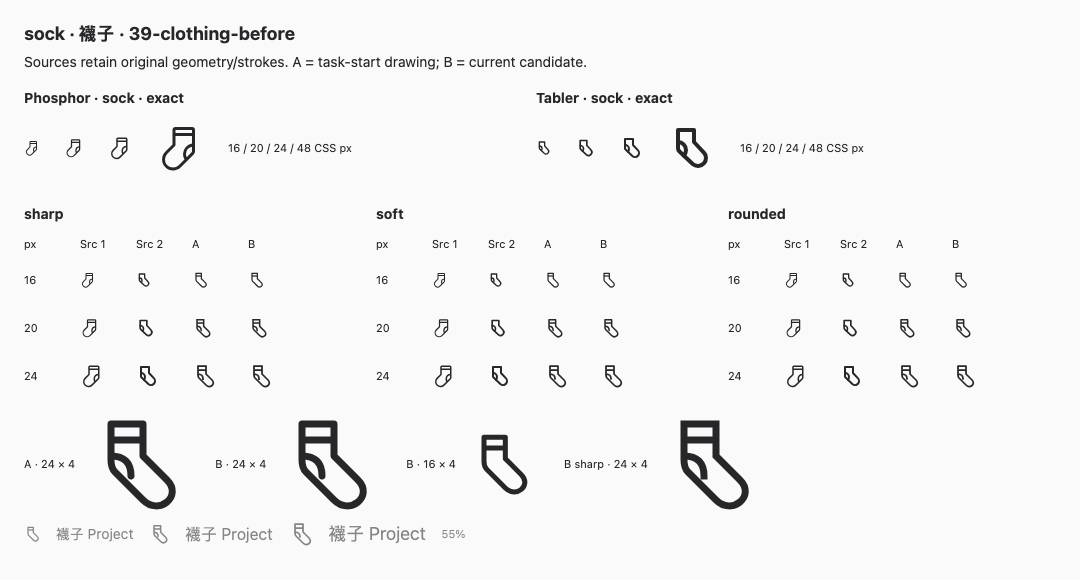 sock · 襪子 · 39-clothing-before
Sources retain original geometry/strokes. A = task-start drawing; B = current candidate.
Phosphor · sock · exact
Tabler · sock · exact
16 / 20 / 24 / 48 CSS px
16 / 20 / 24 / 48 CSS px
sharp
soft
rounded
px Src 1 Src 2 A B
px Src 1 Src 2 A B
px Src 1 Src 2 A B
16
16
16
20
20
20
24
24
24
A · 24 × 4
B · 24 × 4
B · 16 × 4
B sharp · 24 × 4
襪子 Project
襪子 Project
襪子 Project
55%